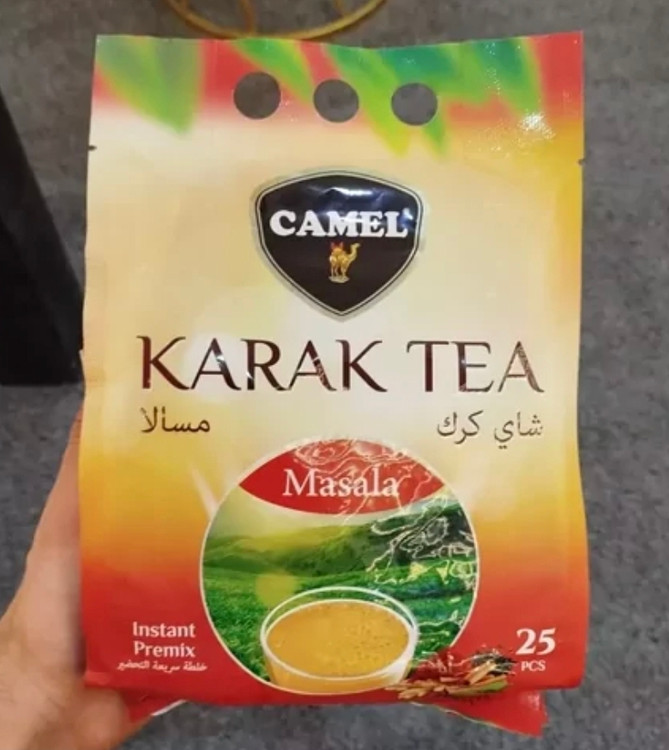 CAMEL
KARAK TEA
شاي كرك
مسالا
Masala
Instant
Premix
خلطة سريعة التحضير
25
PCS